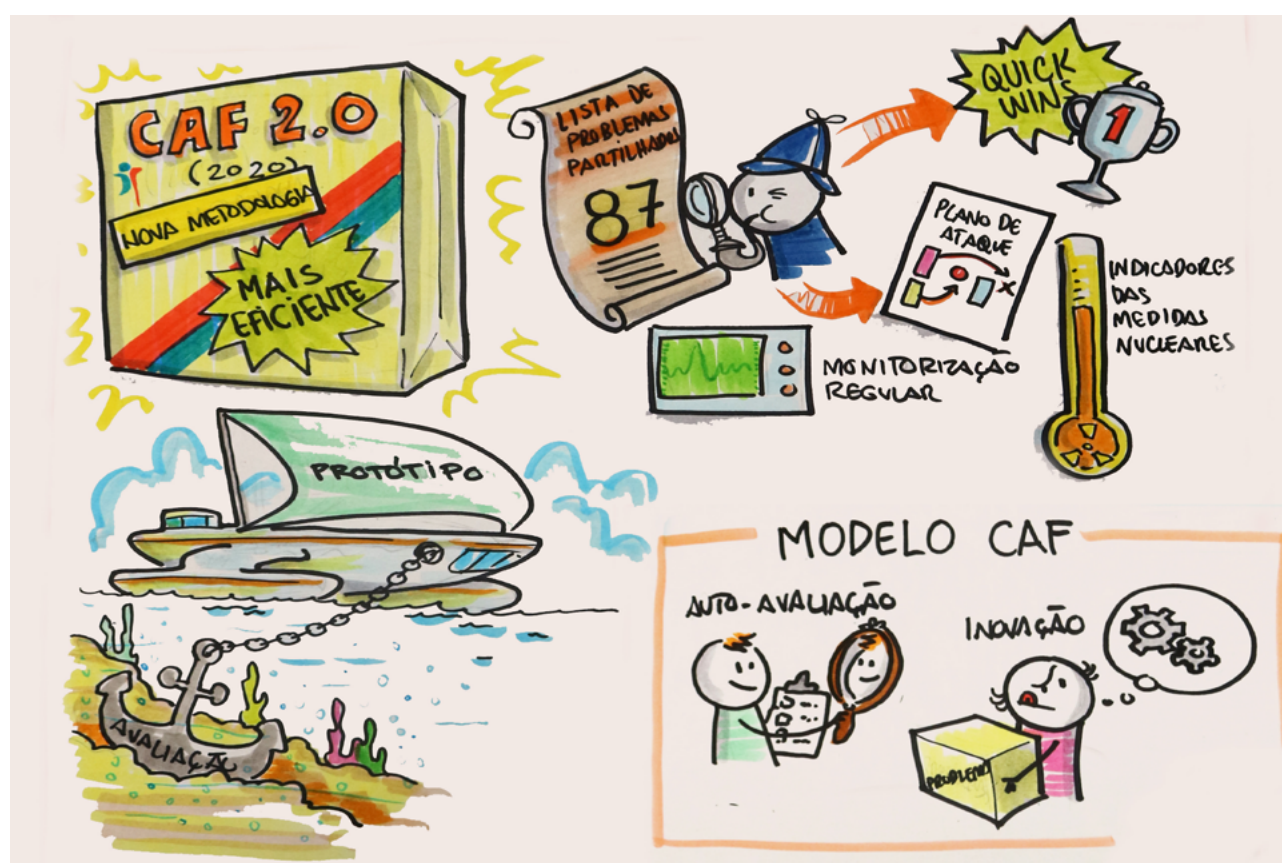 CAF 2.0
(2020)
NOVA METODOLOGIA
MAIS
EFICIENTE
LISTA DE
PROBLEMAS
PARTILHADOS
87
QUICK
WINS
1
PLANO DE
ATAQUE
X
INDICADORES
DAS
MEDIDAS
NUCLEARES
MONITORIZAÇÃO
REGULAR
PROTÓTIPO
AVALIAÇÃO
MODELO CAF
AUTO-AVALIAÇÃO
INOVAÇÃO
PROBLEMA